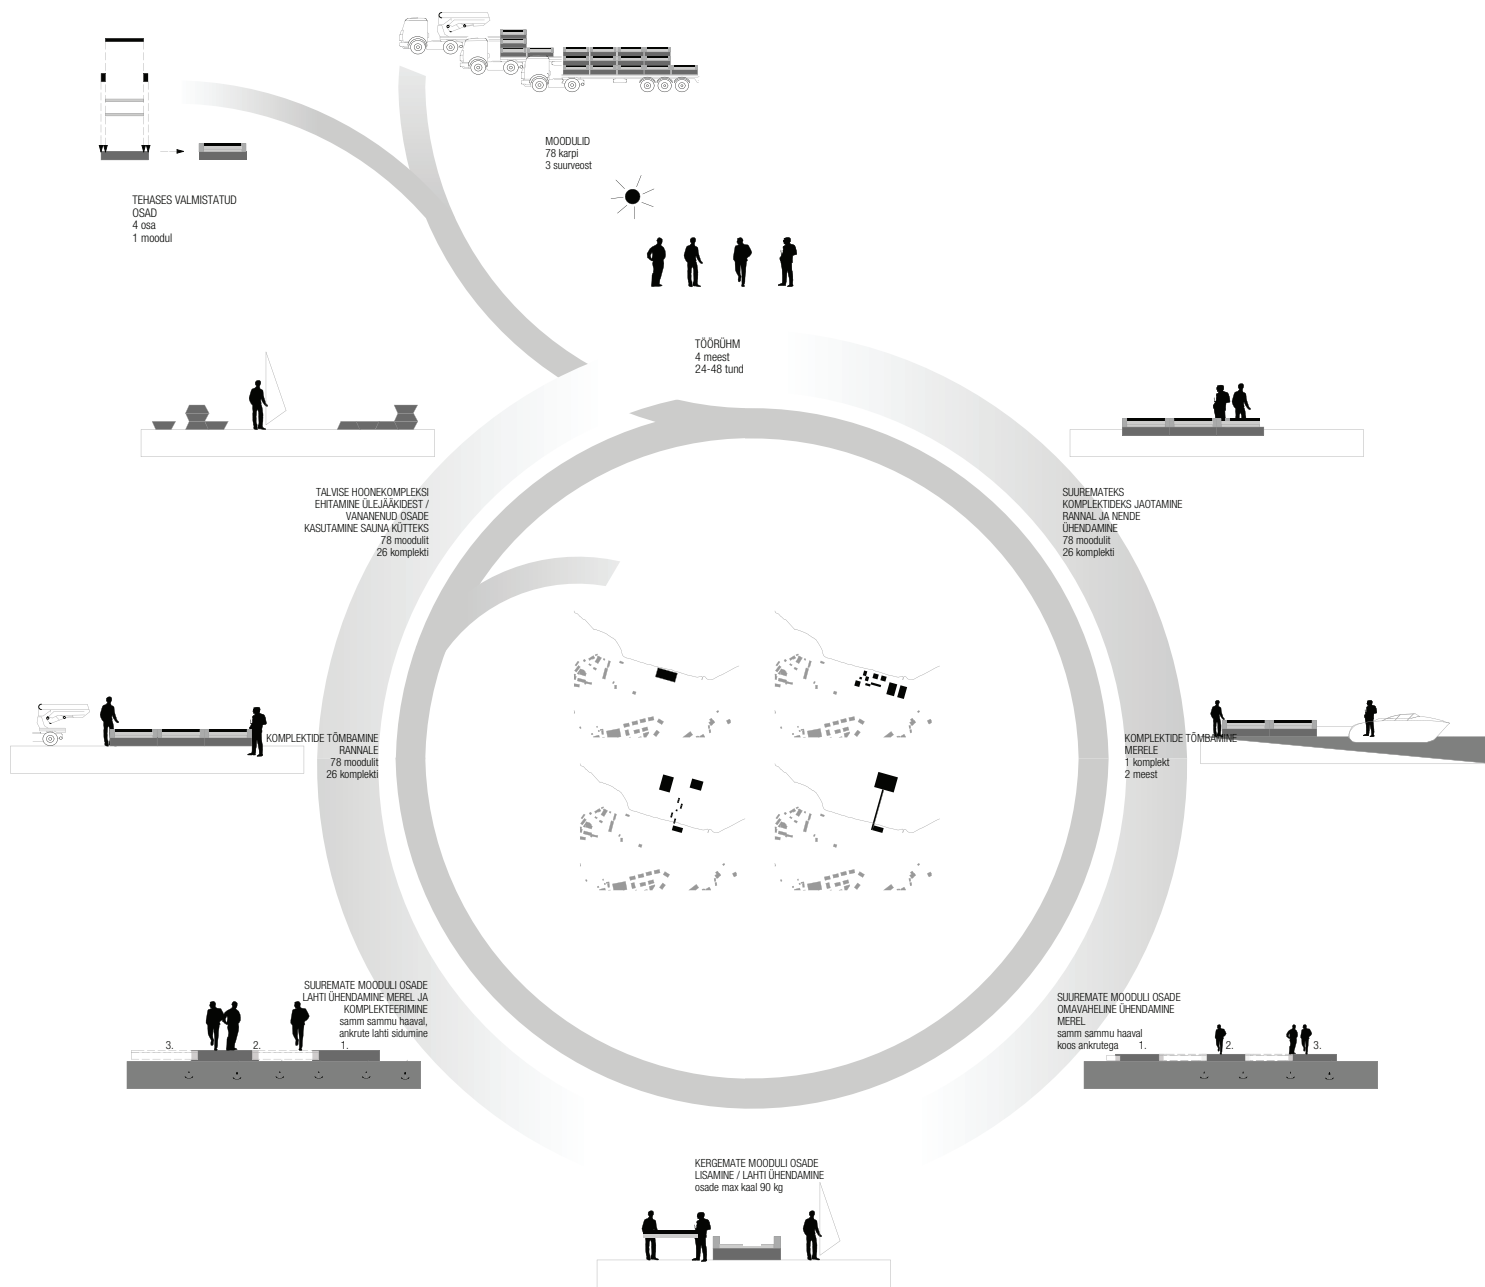 MOODULID
78 karpi
3 suurveost
TEHASES VALMISTATUD
OSAD
4 osa
1 moodul
TÖÖRÜHM
4 meest
24-48 tund
TALVISE HOONEKOMPLEKSI
EHITAMINE ÜLEJÄÄKIDEST /
VANANENUD OSADE
KASUTAMINE SAUNA KÜTTEKS
78 moodulit
26 komplekti
SUUREMATEKS
KOMPLEKTIDEKS JAOTAMINE
RANNAL JA NENDE
ÜHENDAMINE
78 moodulit
26 komplekti
KOMPLEKTIDE TÕMBAMINE
RANNALE
78 moodulit
26 komplekti
KOMPLEKTIDE TÕMBAMINE
MERELE
1 komplekt
2 meest
SUUREMATE MOODULI OSADE
LAHTI ÜHENDAMINE MEREL JA
KOMPLEKTEERIMINE
samm sammu haaval,
ankrute lahti sidumine
3. 2. 1.
SUUREMATE MOODULI OSADE
OMAVAHELINE ÜHENDAMINE
MEREL
samm sammu haaval
koos ankrutega 1. 2. 3.
KERGEMATE MOODULI OSADE
LISAMINE / LAHTI ÜHENDAMINE
osade max kaal 90 kg